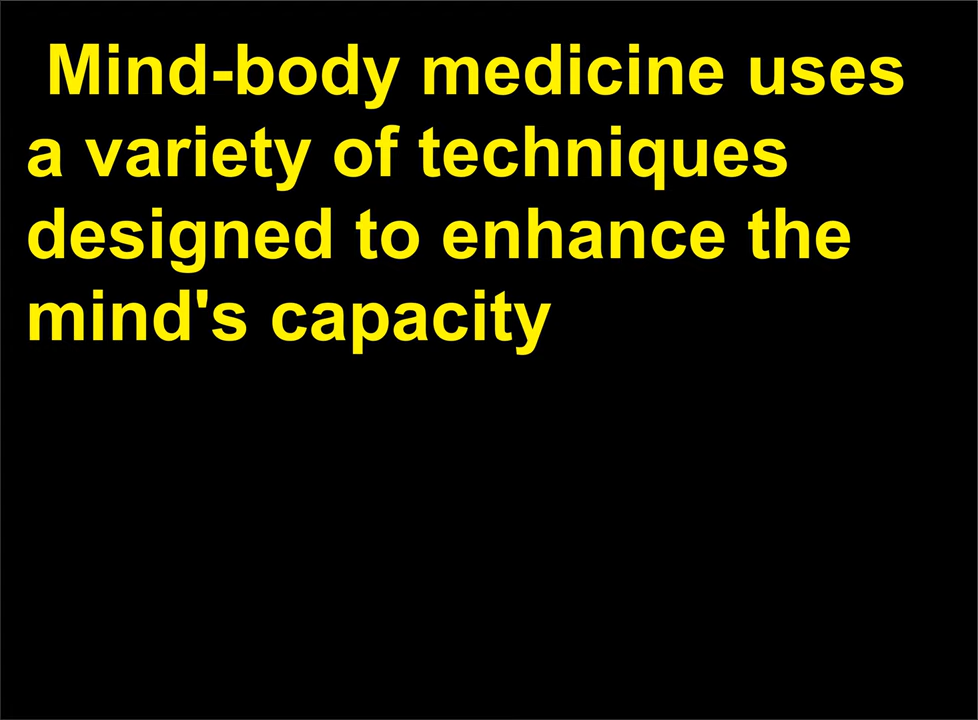 Mind-body medicine uses
a variety of techniques
designed to enhance the
mind's capacity